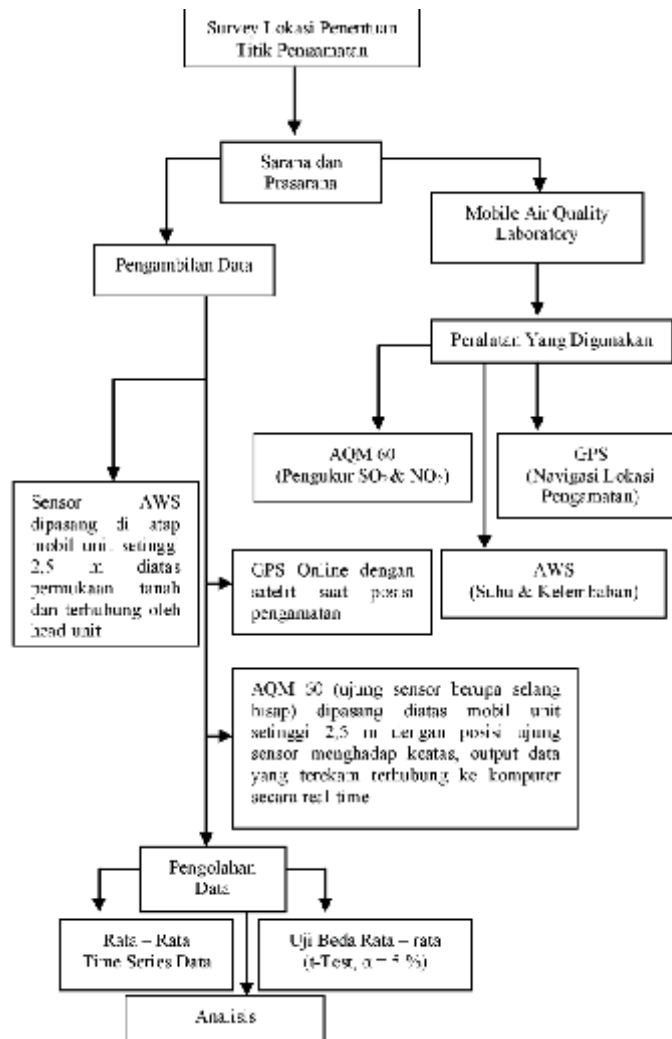 Survey Lokasi Penentuan
Titik Pengamatan
Sarana dan
Prasarana
Mobile Air Quality
Laboratory
Pengambilan Data
Peralatan Yang Digunakan
AQM 60
(Pengukur SO₂ & NO₂)
GPS
(Navigasi Lokasi
Pengamatan)
Sensor AWS
dipasang di atap
mobil unit setinggi
2,5 m diatas
permukaan tanah
dan terhubung oleh
head unit
GPS Online dengan
satelit saat posisi
pengamatan
AWS
(Suhu & Kelembaban)
AQM 60 (ujung sensor berupa selang
hisap) dipasang diatas mobil unit
setinggi 2,5 m dengan posisi ujung
sensor menghadap keatas, output data
yang terekam terhubung ke komputer
secara real time
Pengolahan
Data
Rata – Rata
Time Series Data
Uji Beda Rata – rata
(t-Test, α = 5 %)
Analisis